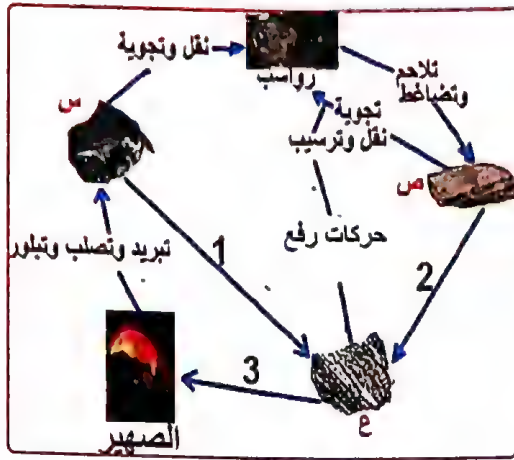 نقل وتجوية
رواسب
تلاحم
وتضاغط
س
تجوية
نقل وترسيب
ص
حركات رفع
تبريد وتصلب وتبلور
1
2
3
الصهير
ع